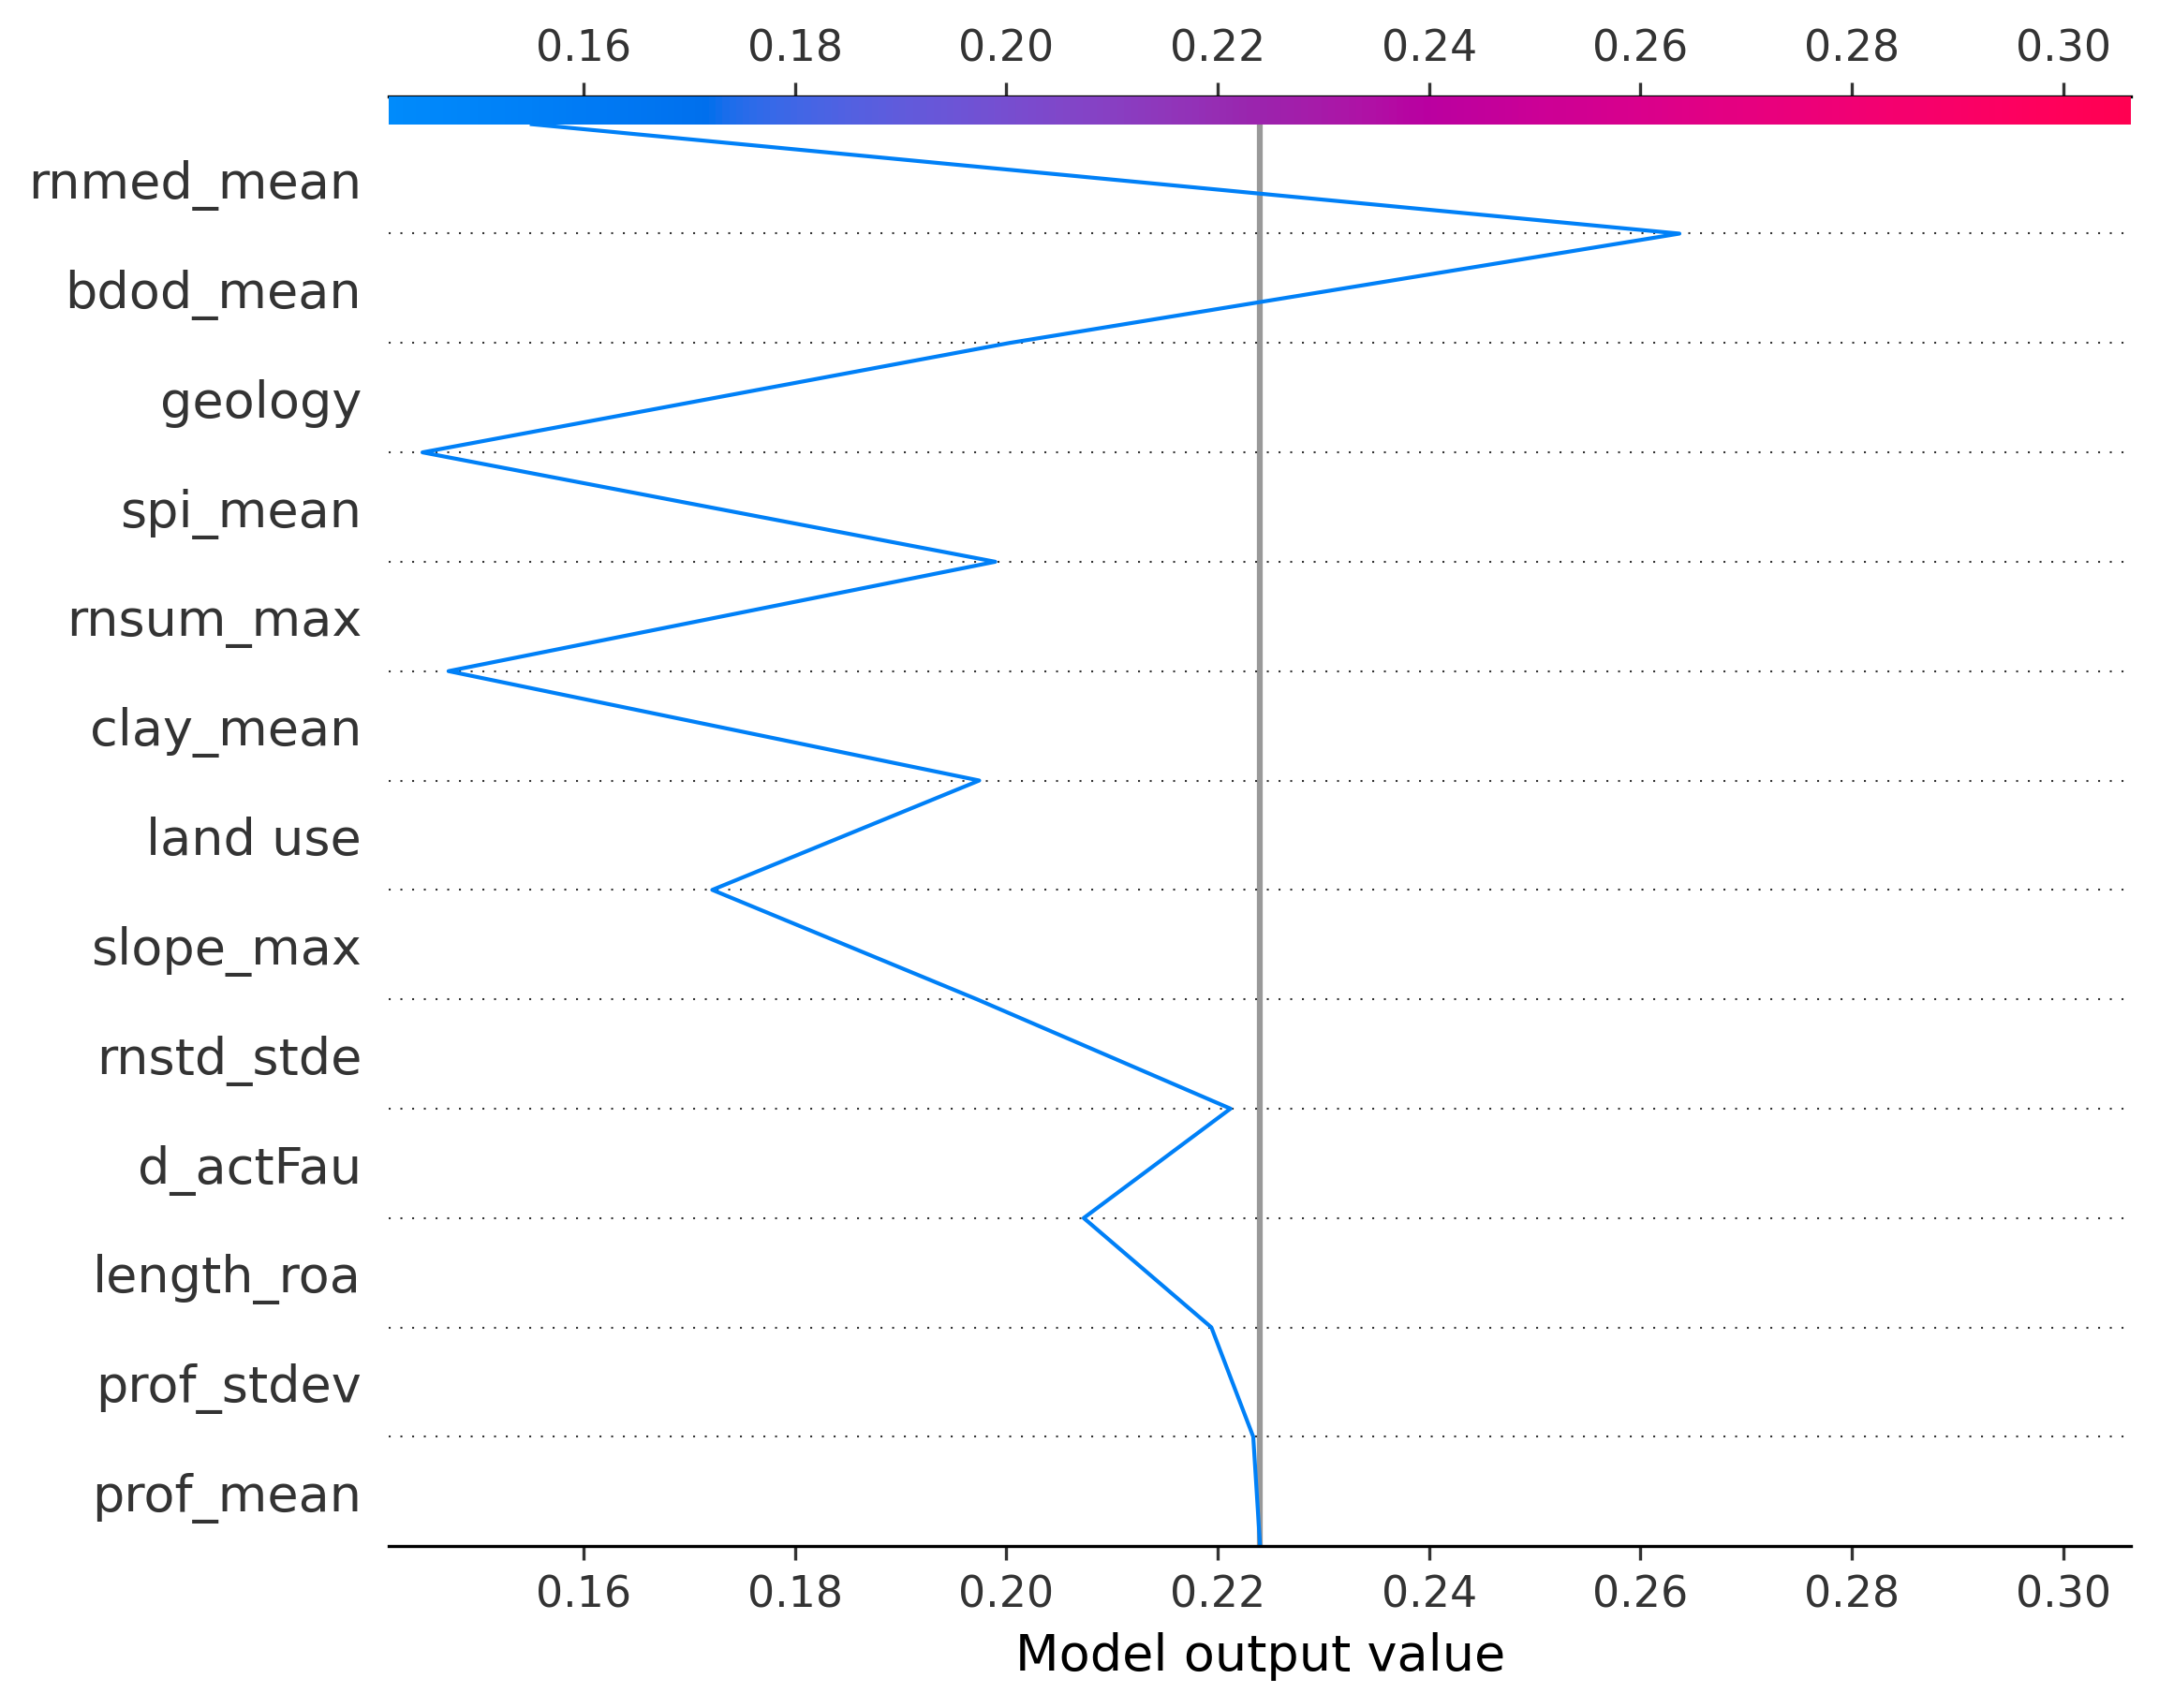 0.16 0.18 0.20 0.22 0.24 0.26 0.28 0.30
rnmed_mean
bdod_mean
geology
spi_mean
rnsum_max
clay_mean
land use
slope_max
rnstd_stde
d_actFau
length_roa
prof_stdev
prof_mean
0.16 0.18 0.20 0.22 0.24 0.26 0.28 0.30
Model output value